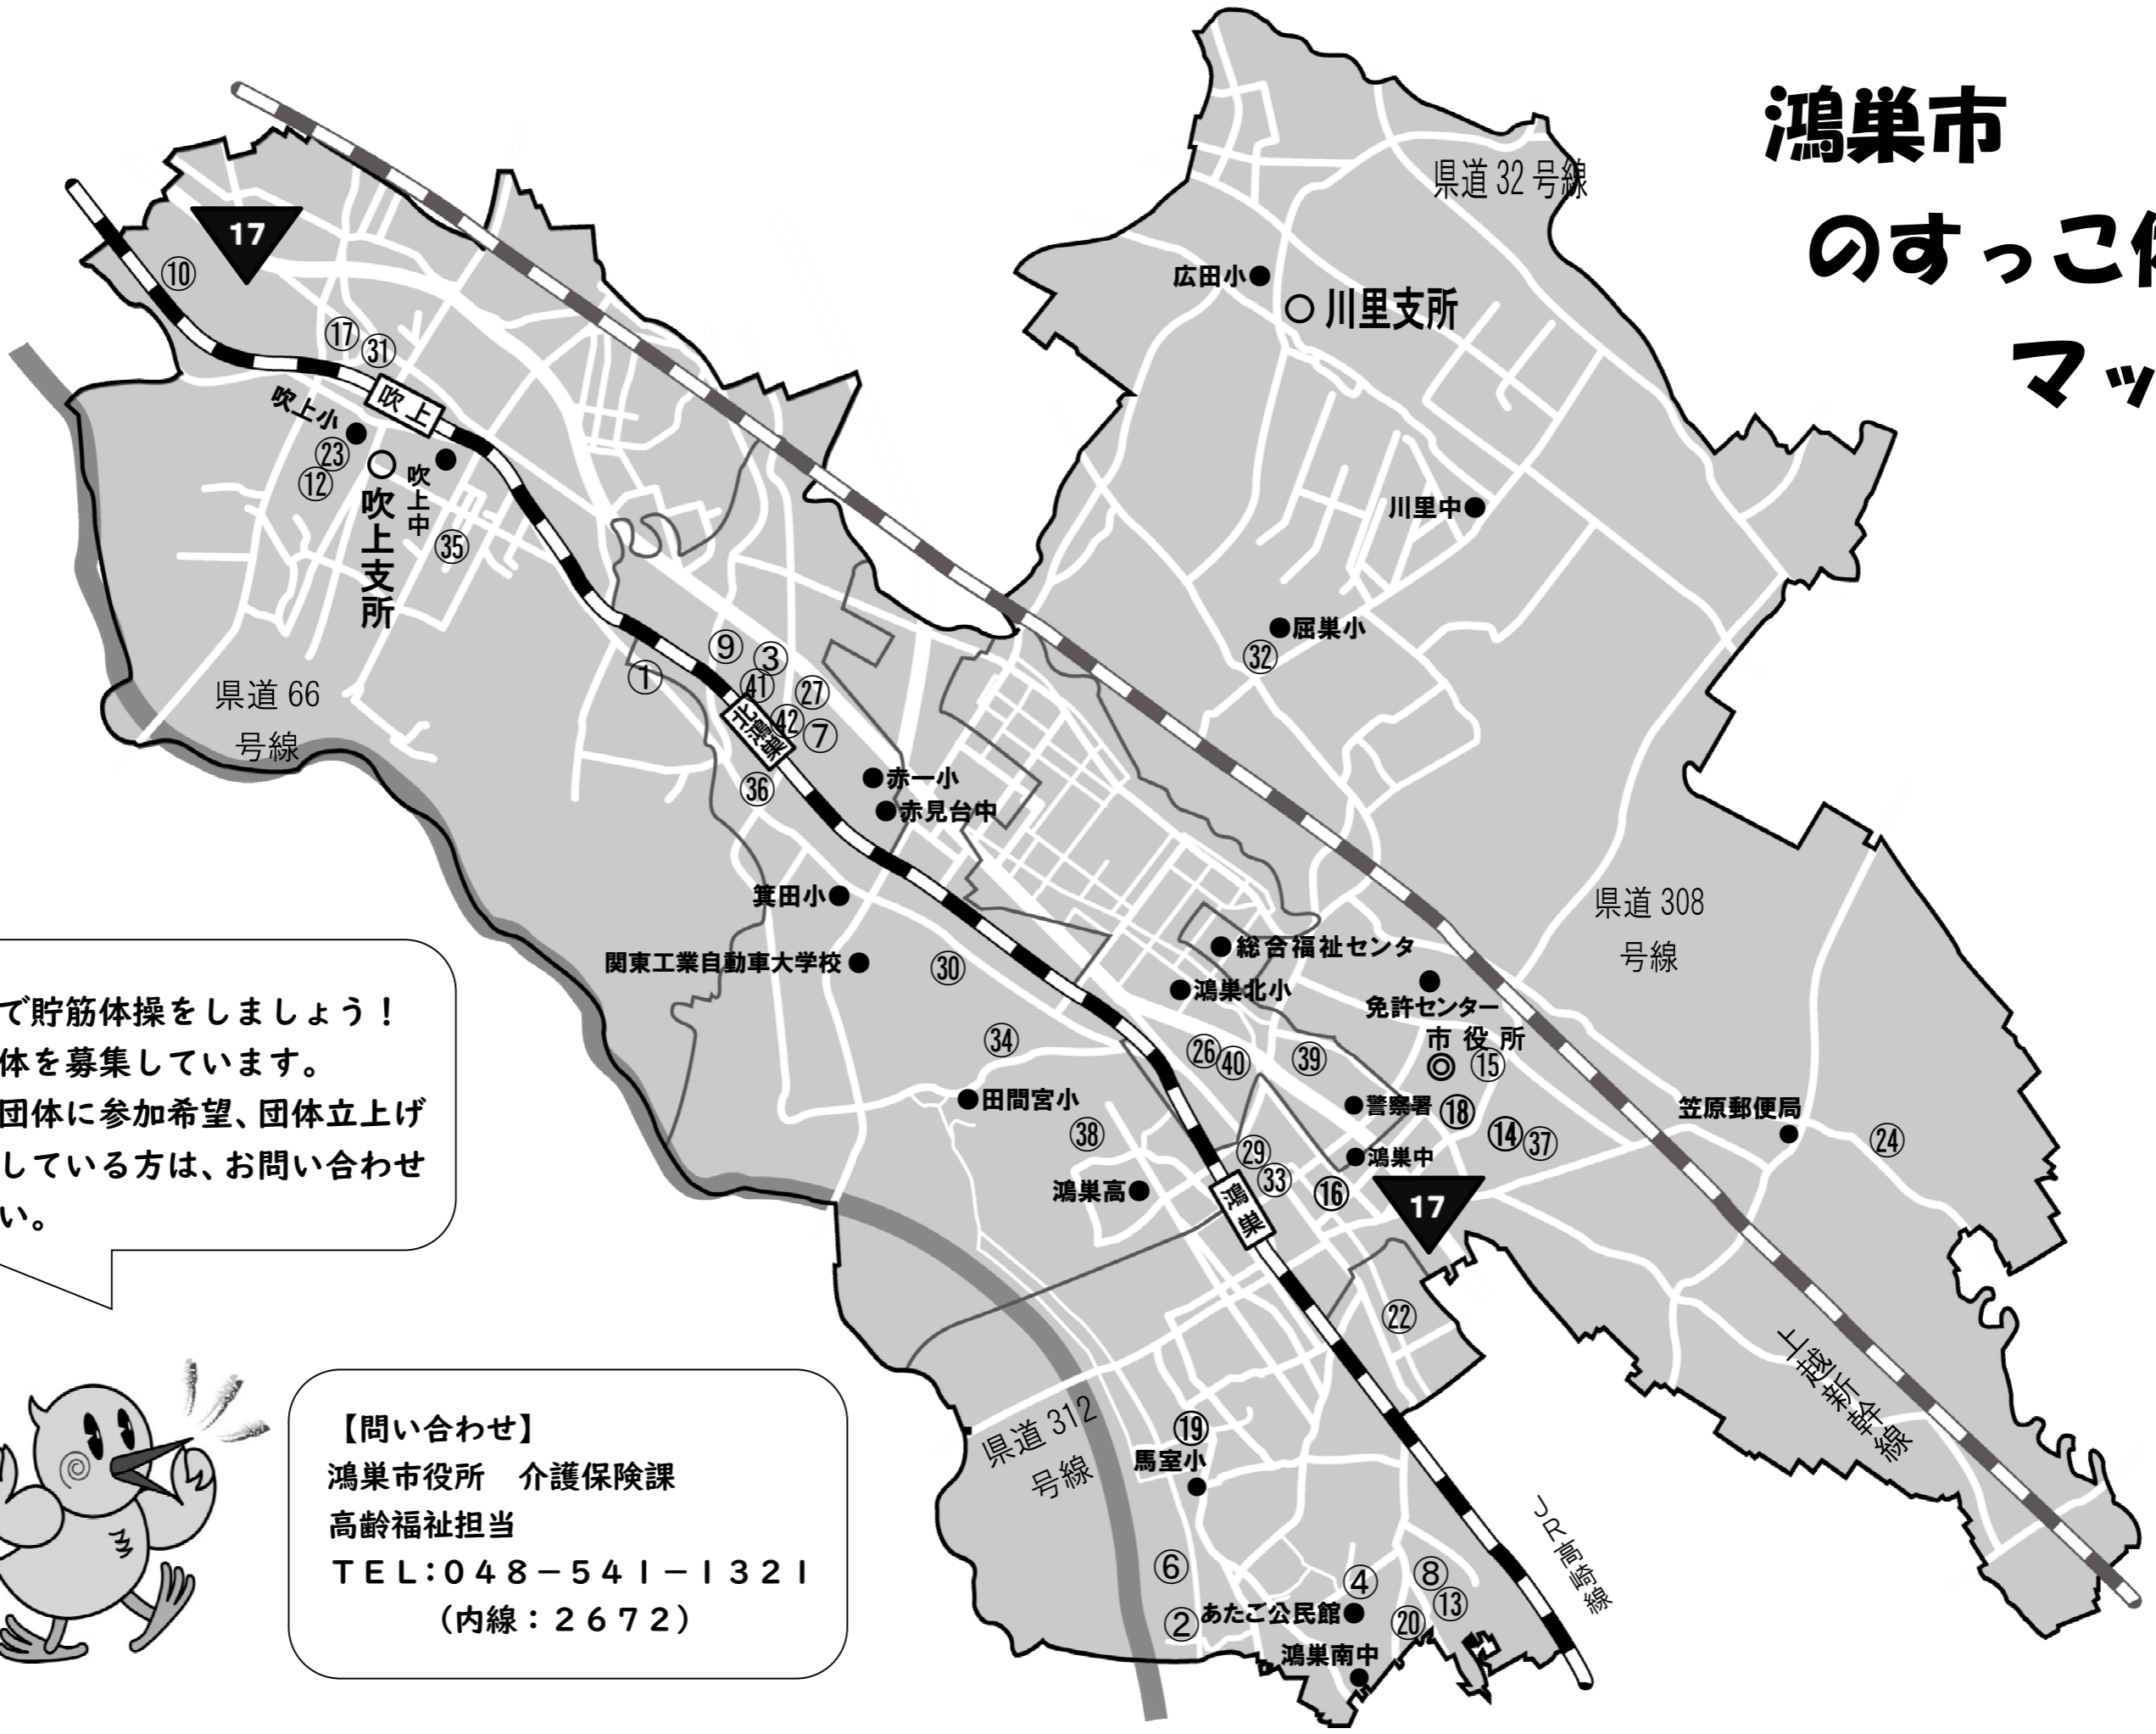 鴻巣市
のすっこ
マッ
県道 32 号線
17
⑩
広田小
川里支所
⑰
㉛
吹上
吹上小
㉓
⑫
吹上中
吹上支所
㉟
川里中
屈巣小
㉜
県道 66
号線
①
⑨
③
㊶
㉗
北鴻巣
㊷
⑦
㊱
赤一小
赤見台中
箕田小
県道 308
号線
関東工業自動車大学校
㉚
総合福祉センタ
鴻巣北小
免許センター
市役所
⑮
㉞
㉖
㊵
㊴
田間宮小
警察署
⑱
笠原郵便局
㊳
⑭
㊲
㉔
㉙
鴻巣中
鴻巣高
㉝
⑯
鴻巣
17
㉒
上越新幹線
県道 312
号線
⑲
馬室小
JR高崎線
⑥
④
⑧
⑬
②
あたご公民館
⑳
鴻巣南中
で貯筋体操をしましょう!
体を募集しています。
団体に参加希望、団体立上げ
している方は、お問い合わせ
い。
【問い合わせ】
鴻巣市役所　介護保険課
高齢福祉担当
TEL:048-541-1321
(内線:2672)